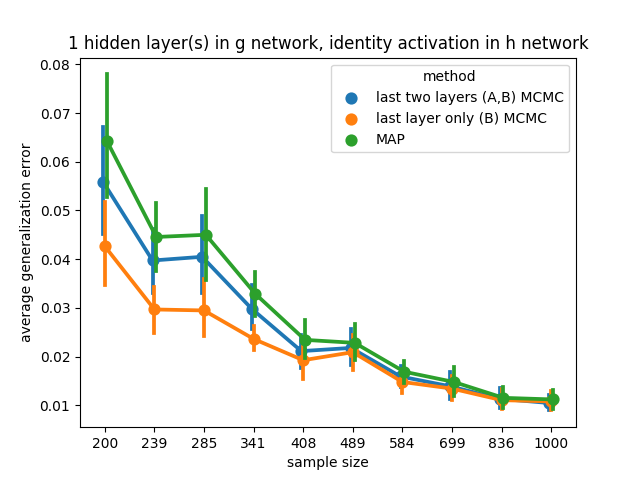 1 hidden layer(s) in g network, identity activation in h network
method
last two layers (A,B) MCMC
last layer only (B) MCMC
MAP
average generalization error
0.08
0.07
0.06
0.05
0.04
0.03
0.02
0.01
200 239 285 341 408 489 584 699 836 1000
sample size